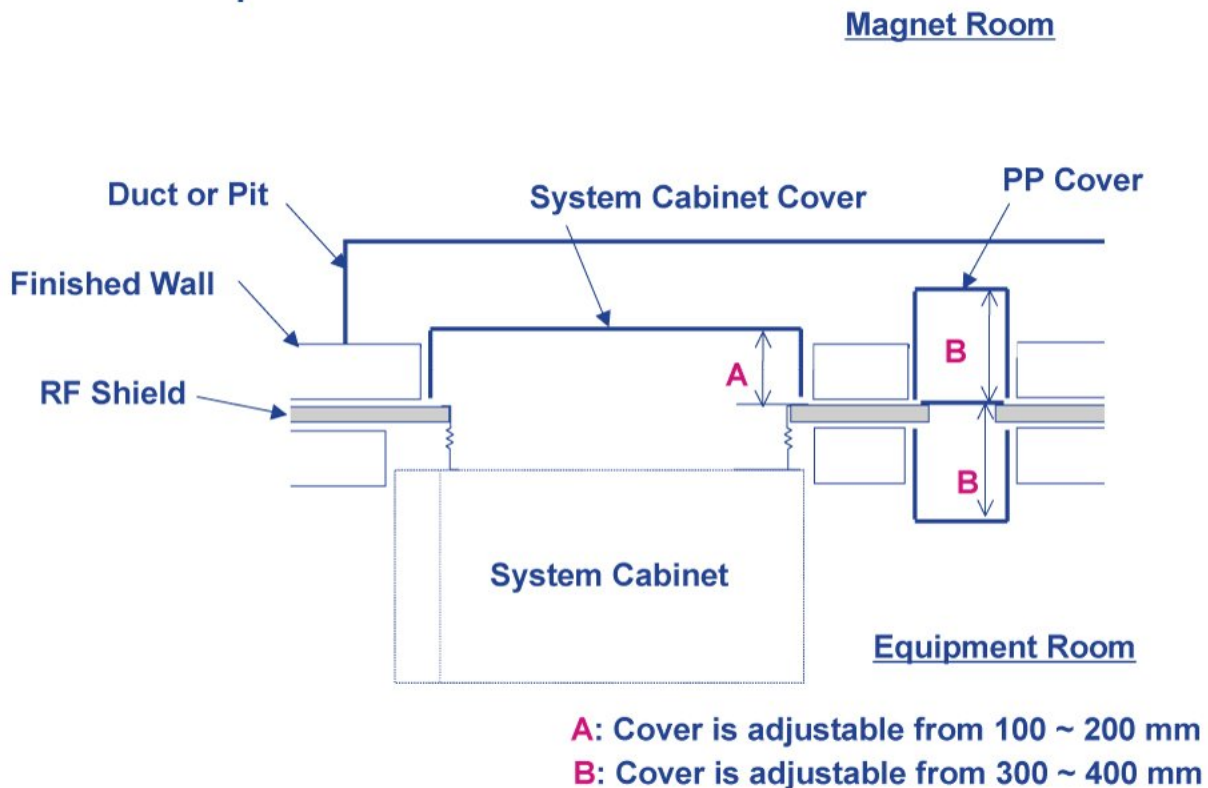 Magnet Room
Duct or Pit
System Cabinet Cover
PP Cover
Finished Wall
RF Shield
A
B
B
System Cabinet
Equipment Room
A: Cover is adjustable from 100 ~ 200 mm
B: Cover is adjustable from 300 ~ 400 mm